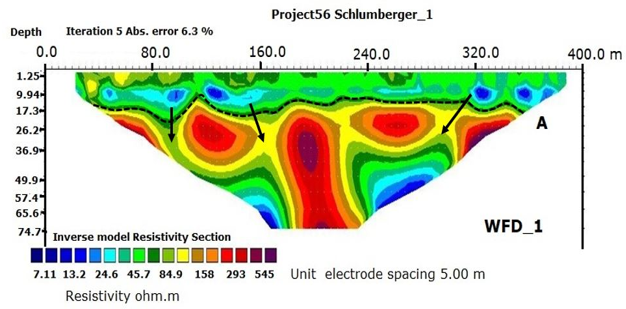 Project56 Schlumberger_1
Depth Iteration 5 Abs. error 6.3 %
0.0 80.0 160.0 240.0 320.0 400.0 m
1.25
9.94
17.3
26.2
36.9
49.9
57.4
65.6
74.7
A
WFD_1
Inverse model Resistivity Section
7.11 13.2 24.6 45.7 84.9 158 293 545
Unit electrode spacing 5.00 m
Resistivity ohm.m